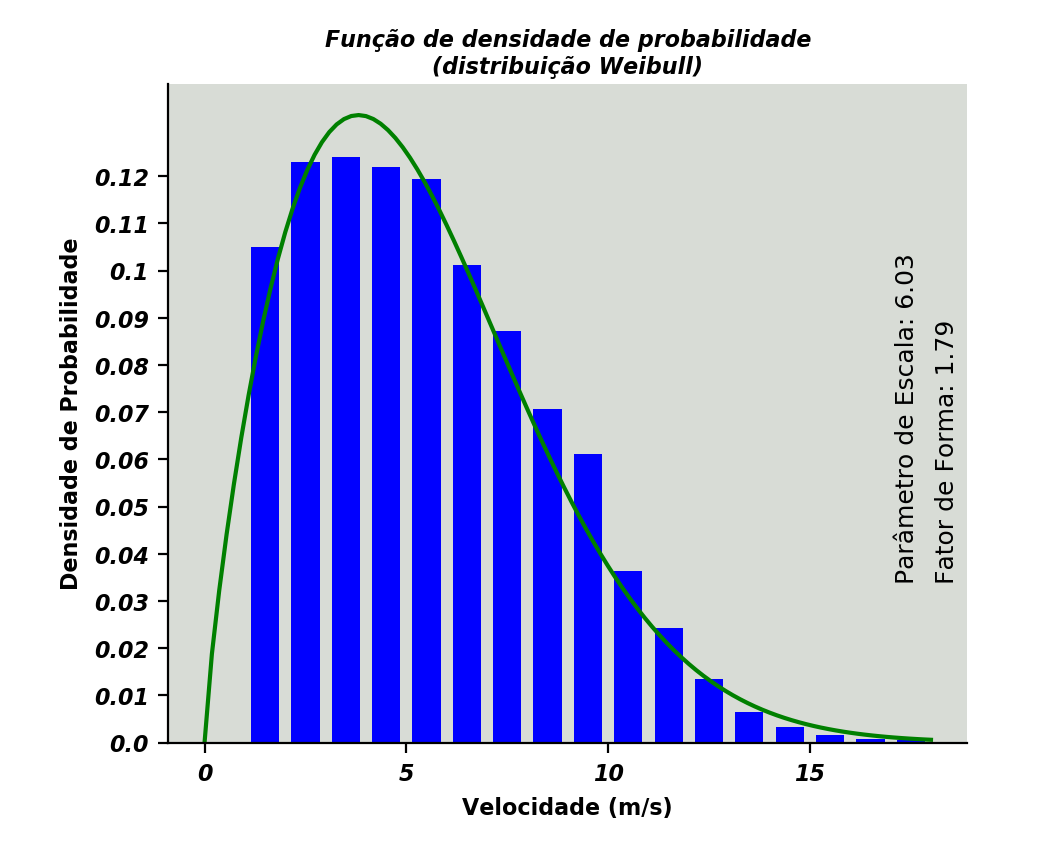 Função de densidade de probabilidade
(distribuição Weibull)
Densidade de Probabilidade
0.12
0.11
0.1
0.09
0.08
0.07
0.06
0.05
0.04
0.03
0.02
0.01
0.0
Parâmetro de Escala: 6.03
Fator de Forma: 1.79
0
5
10
15
Velocidade (m/s)